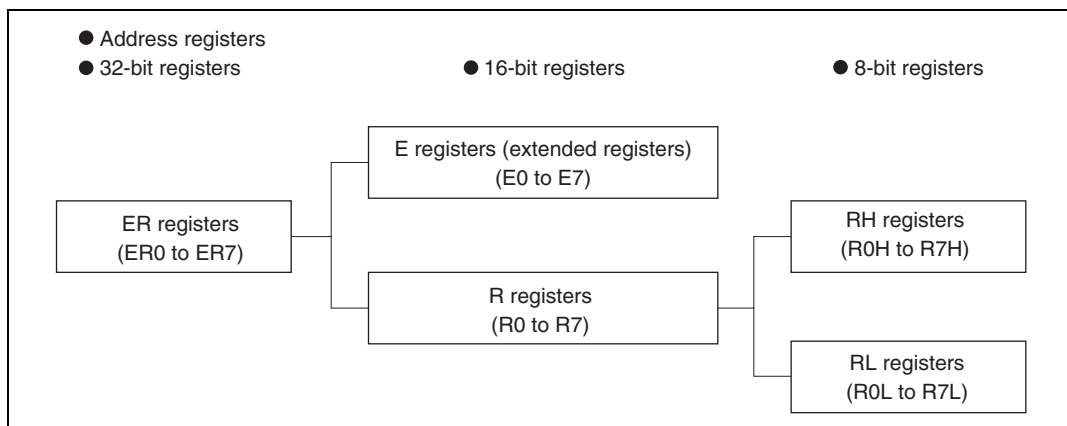 ● Address registers
● 32-bit registers
● 16-bit registers
● 8-bit registers
E registers (extended registers)
(E0 to E7)
ER registers
(ER0 to ER7)
RH registers
(R0H to R7H)
R registers
(R0 to R7)
RL registers
(R0L to R7L)